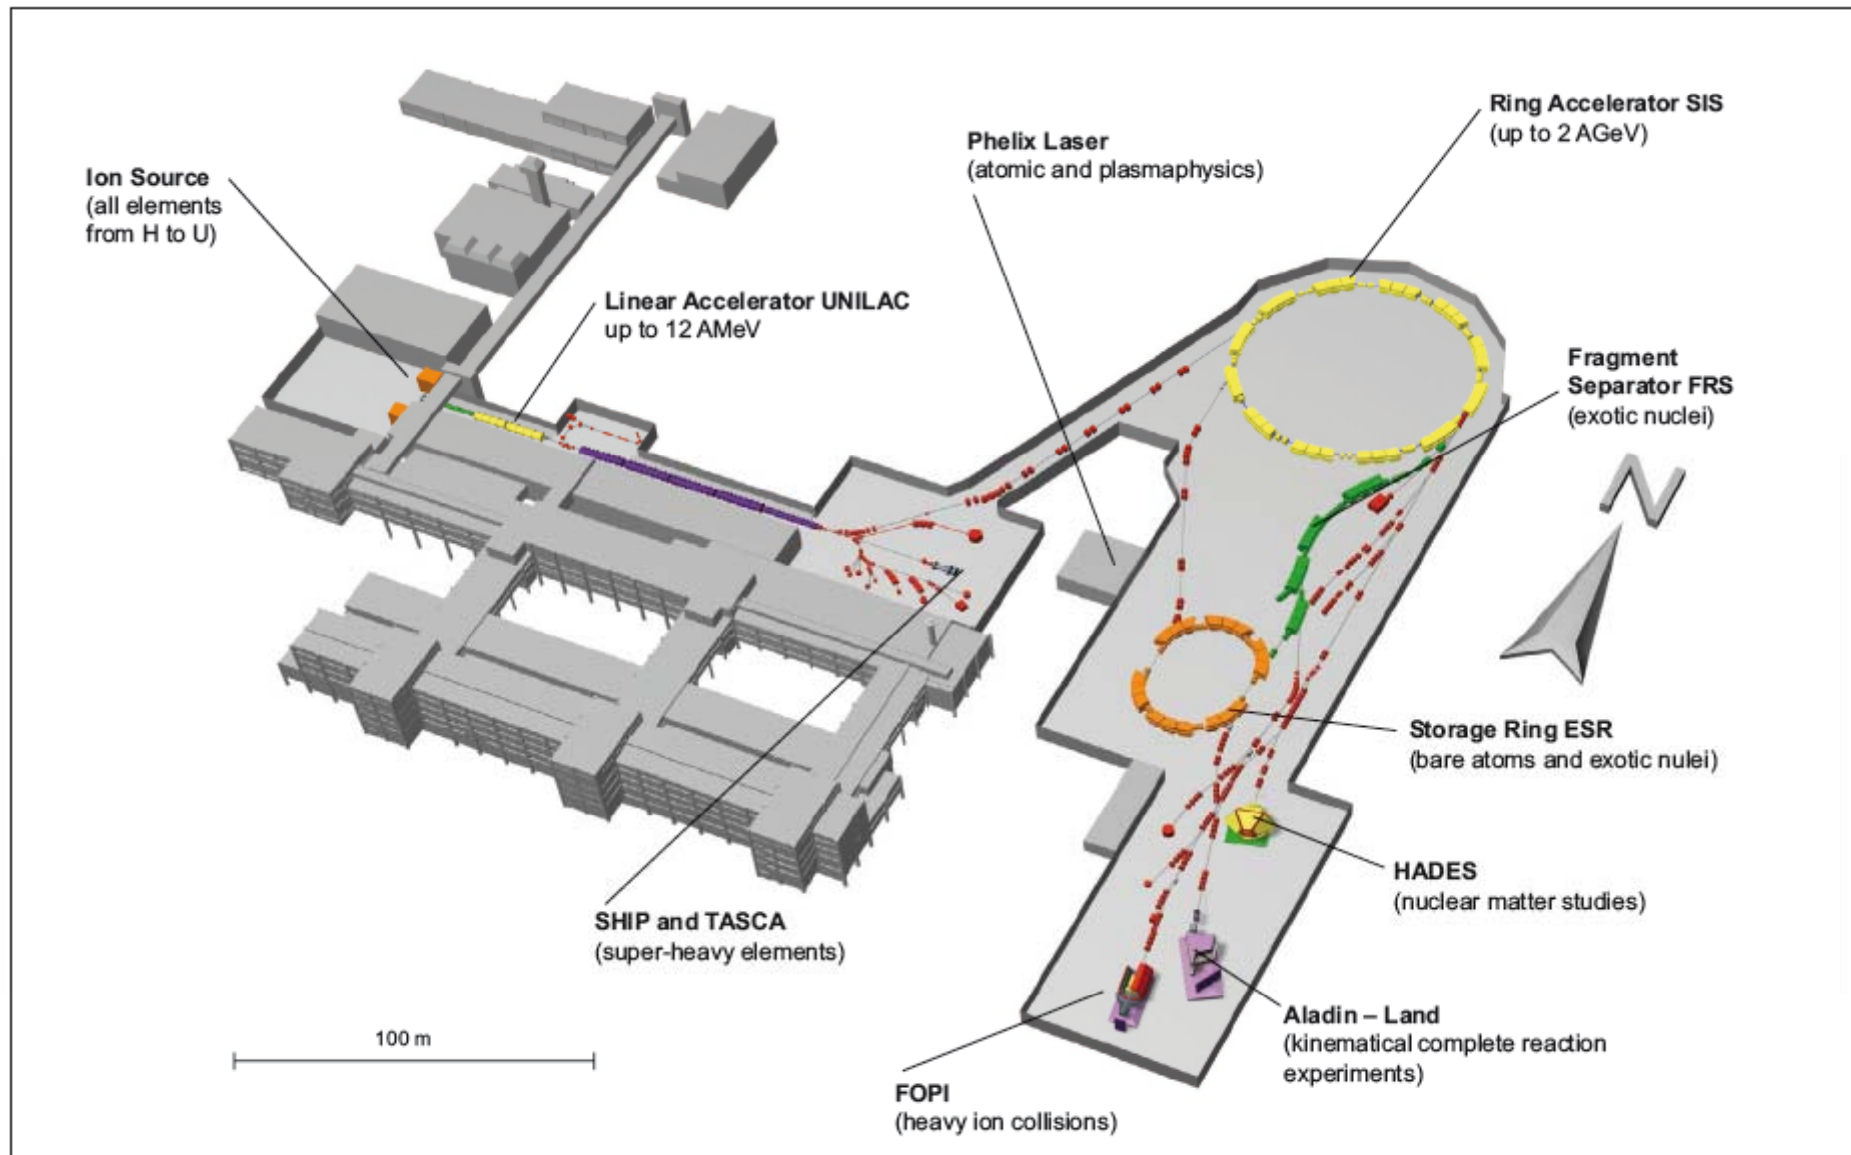 Ion Source
(all elements
from H to U)
Linear Accelerator UNILAC
up to 12 AMeV
Phelix Laser
(atomic and plasmaphysics)
Ring Accelerator SIS
(up to 2 AGeV)
Fragment
Separator FRS
(exotic nuclei)
N
Storage Ring ESR
(bare atoms and exotic nulei)
HADES
(nuclear matter studies)
SHIP and TASCA
(super-heavy elements)
Aladin – Land
(kinematical complete reaction
experiments)
FOPI
(heavy ion collisions)
100 m